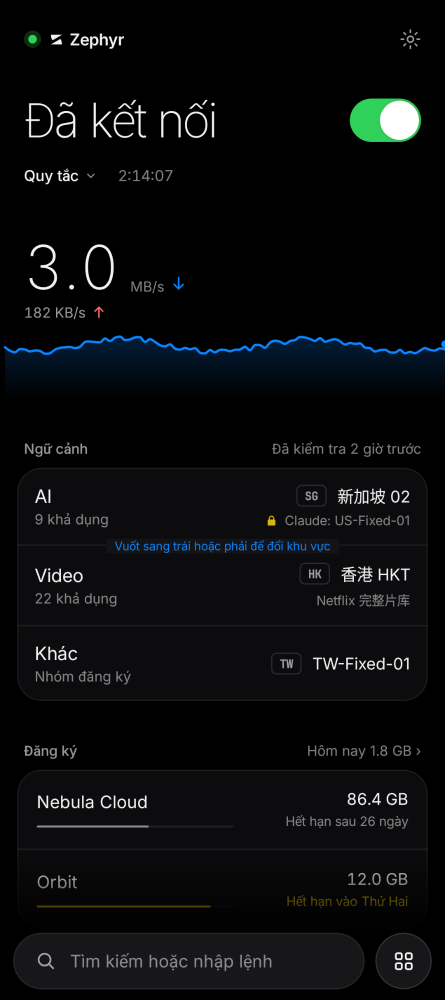 Zephyr
Đã kết nối
Quy tắc 2:14:07
3.0 MB/s ↓
182 KB/s ↑
Ngữ cảnh Đã kiểm tra 2 giờ trước
AI SG 新加坡 02
9 khả dụng Claude: US-Fixed-01
Vuốt sang trái hoặc phải để đổi khu vực
Video HK 香港 HKT
22 khả dụng Netflix 完整片库
Khác TW TW-Fixed-01
Nhóm đăng ký
Đăng ký Hôm nay 1.8 GB ›
Nebula Cloud 86.4 GB
Hết hạn sau 26 ngày
Orbit 12.0 GB
Hết hạn vào Thứ Hai
Tìm kiếm hoặc nhập lệnh